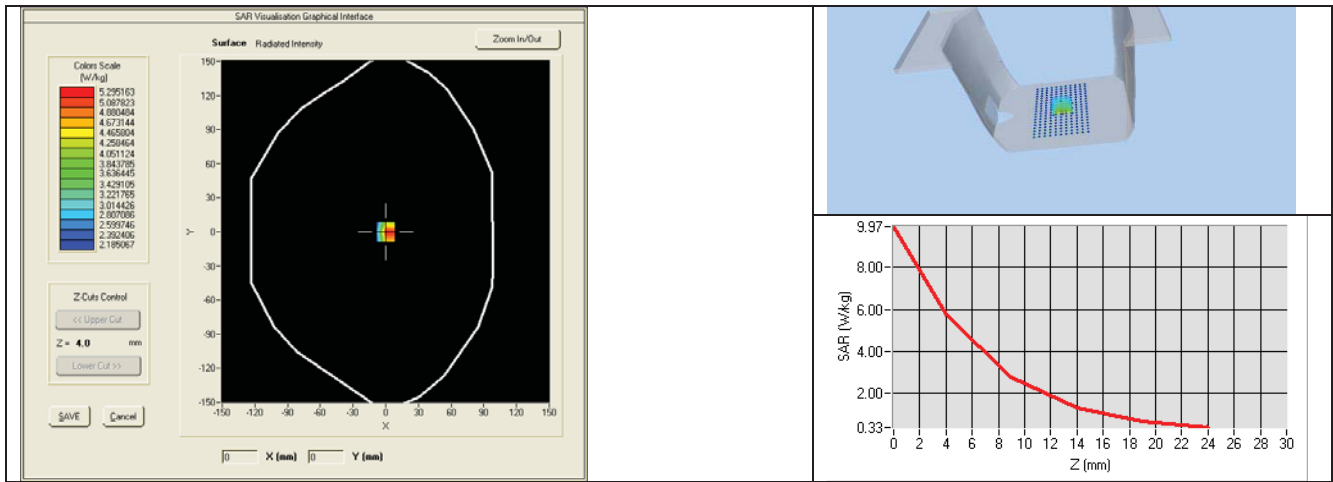 SAR Visualisation Graphical Interface
Surface Radiated Intensity
Zoom In/Out
Colors Scale
(W/kg)
5.295163
5.087823
4.880484
4.673144
4.465804
4.258464
4.051124
3.843785
3.636445
3.429105
3.221765
3.014426
2.807086
2.599746
2.392406
2.185067
Z-Cuts Control
<< Upper Cut
Z = 4.0 mm
Lower Cut >>
SAVE Cancel
150-
120-
90-
60-
30-
0-
-30-
-60-
-90-
-120-
-150-
Y
-150 -120 -90 -60 -30 0 30 60 90 120 150
X
0 X (mm) 0 Y (mm)
9.97-
8.00-
6.00-
4.00-
2.00-
0.33-
SAR (W/kg)
0 2 4 6 8 10 12 14 16 18 20 22 24 26 28 30
Z (mm)